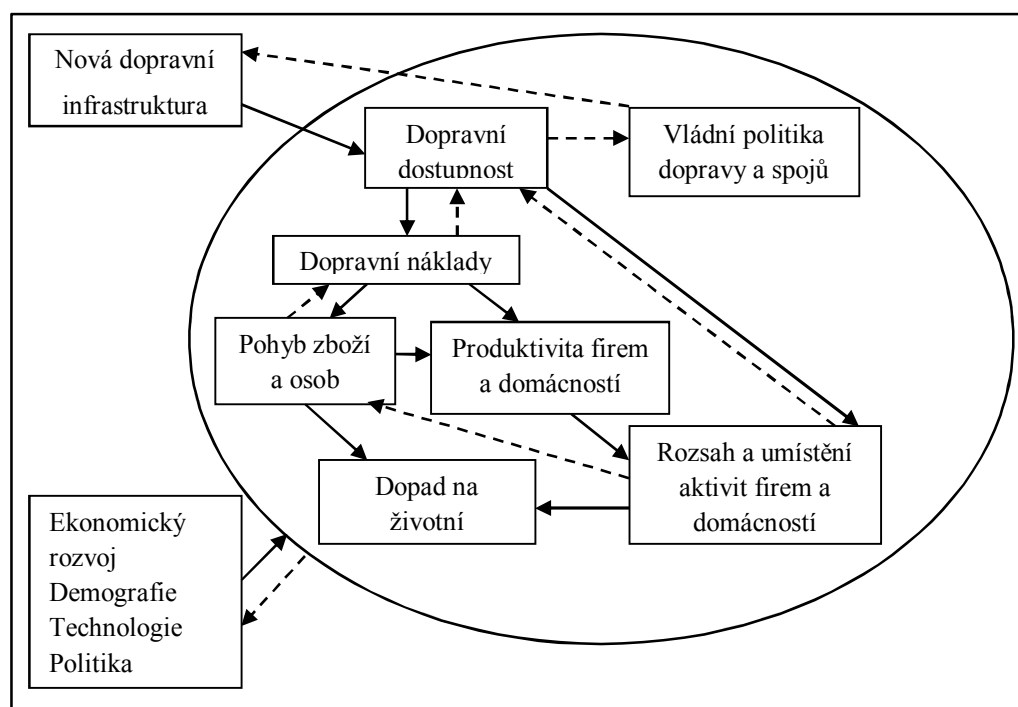 Nová dopravní
infrastruktura
Dopravní
dostupnost
Vládní politika
dopravy a spojů
Dopravní náklady
Pohyb zboží
a osob
Produktivita firem
a domácností
Rozsah a umístění
aktivit firem a
domácností
Dopad na
životní
Ekonomický
rozvoj
Demografie
Technologie
Politika